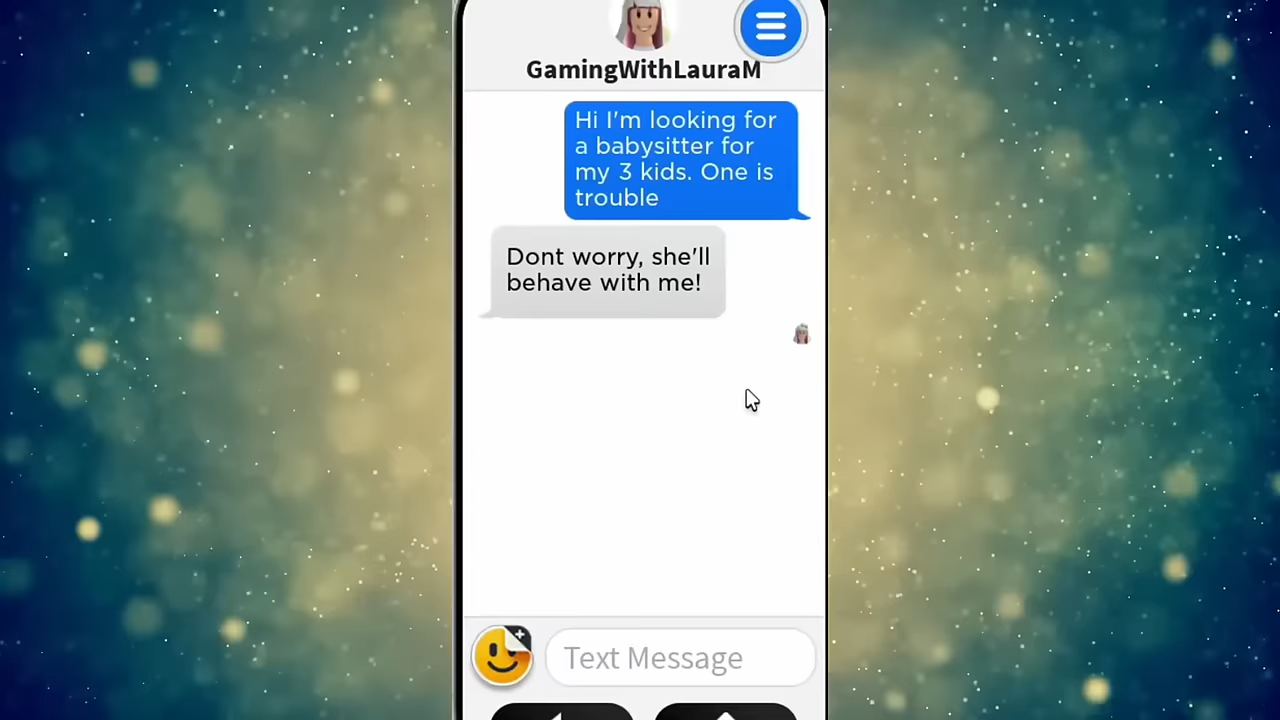 GamingWithLauraM
Hi I'm looking for
a babysitter for
my 3 kids. One is
trouble
Dont worry, she'll
behave with me!
Text Message